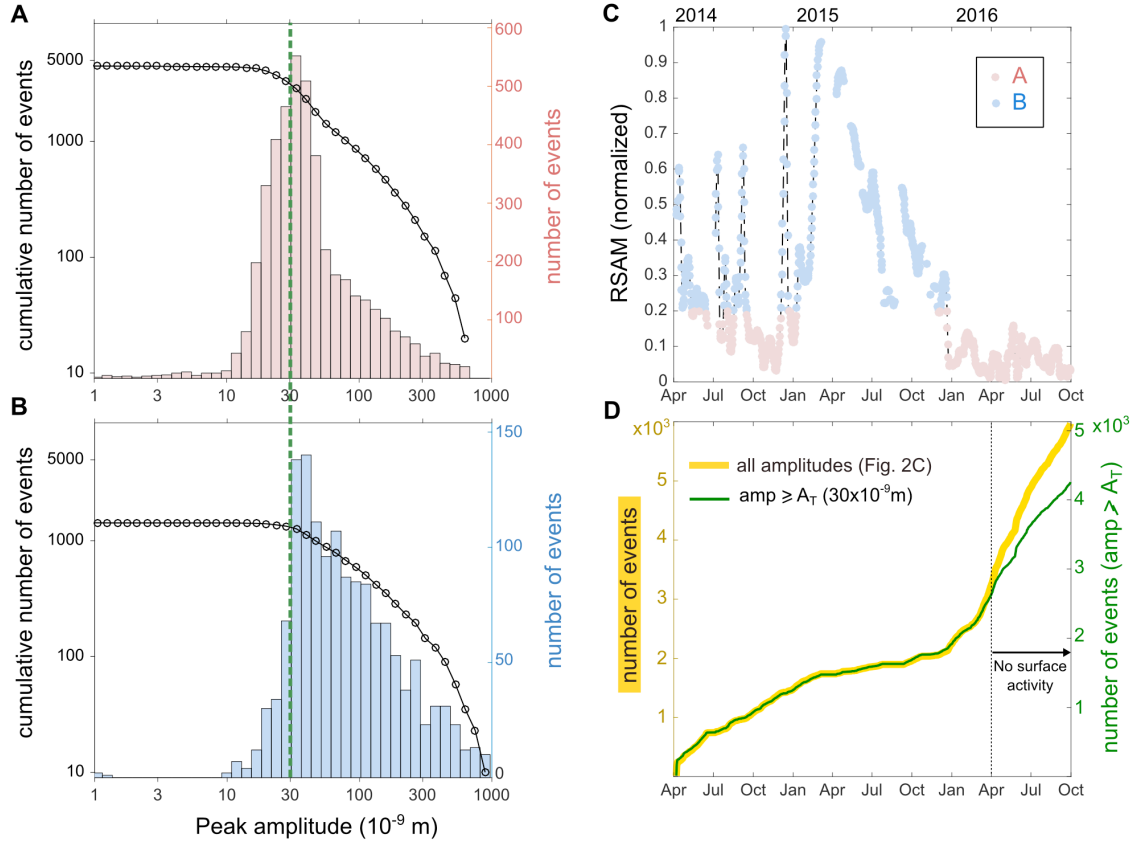 A
cumulative number of events
5000
1000
100
10
600
500
400
300
200
100
number of events
1
3
10
30
100
300
1000
B
cumulative number of events
5000
1000
100
10
150
100
50
0
number of events
1
3
10
30
100
300
1000
Peak amplitude (10⁻⁹ m)
C
2014
2015
2016
RSAM (normalized)
1
0.9
0.8
0.7
0.6
0.5
0.4
0.3
0.2
0.1
0
A
B
Apr
Jul
Oct
Jan
Apr
Jul
Oct
Jan
Apr
Jul
Oct
D
x10³
5
4
3
2
1
number of events
all amplitudes (Fig. 2C)
amp ⩾ A_T (30x10⁻⁹m)
No surface
activity
x10³
5
4
3
2
1
number of events (amp ⩾ A_T)
Apr
Jul
Oct
Jan
Apr
Jul
Oct
Jan
Apr
Jul
Oct